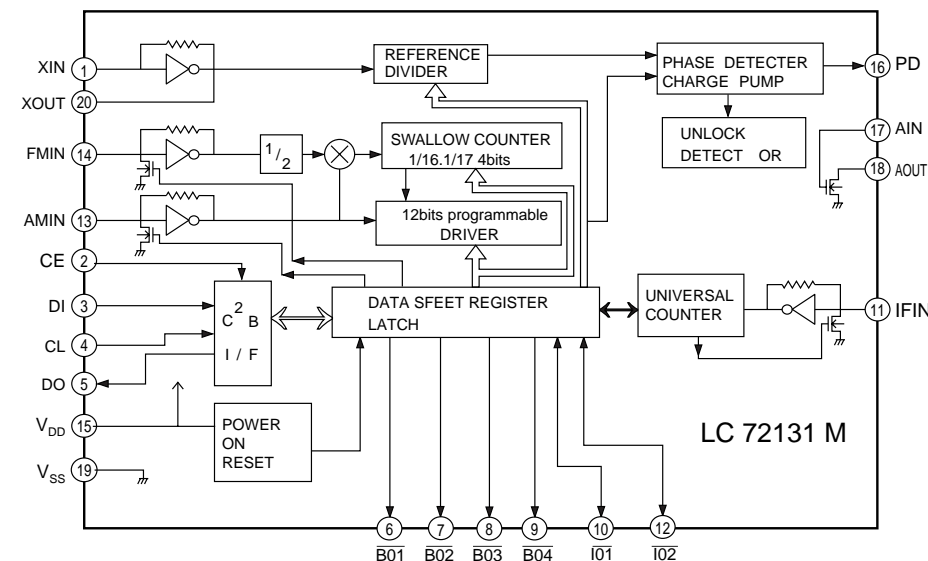 XIN 1
XOUT 20
FMIN 14
AMIN 13
CE 2
DI 3
CL 4
DO 5
VDD 15
VSS 19
REFERENCE
DIVIDER
1/2
SWALLOW COUNTER
1/16.1/17 4bits
12bits programmable
DRIVER
PHASE DETECTER
CHARGE PUMP
UNLOCK
DETECT OR
16 PD
17 AIN
18 AOUT
C2B
I / F
DATA SFEET REGISTER
LATCH
UNIVERSAL
COUNTER
11 IFIN
POWER
ON
RESET
LC 72131 M
6 7 8 9 10 12
B01 B02 B03 B04 I01 I02